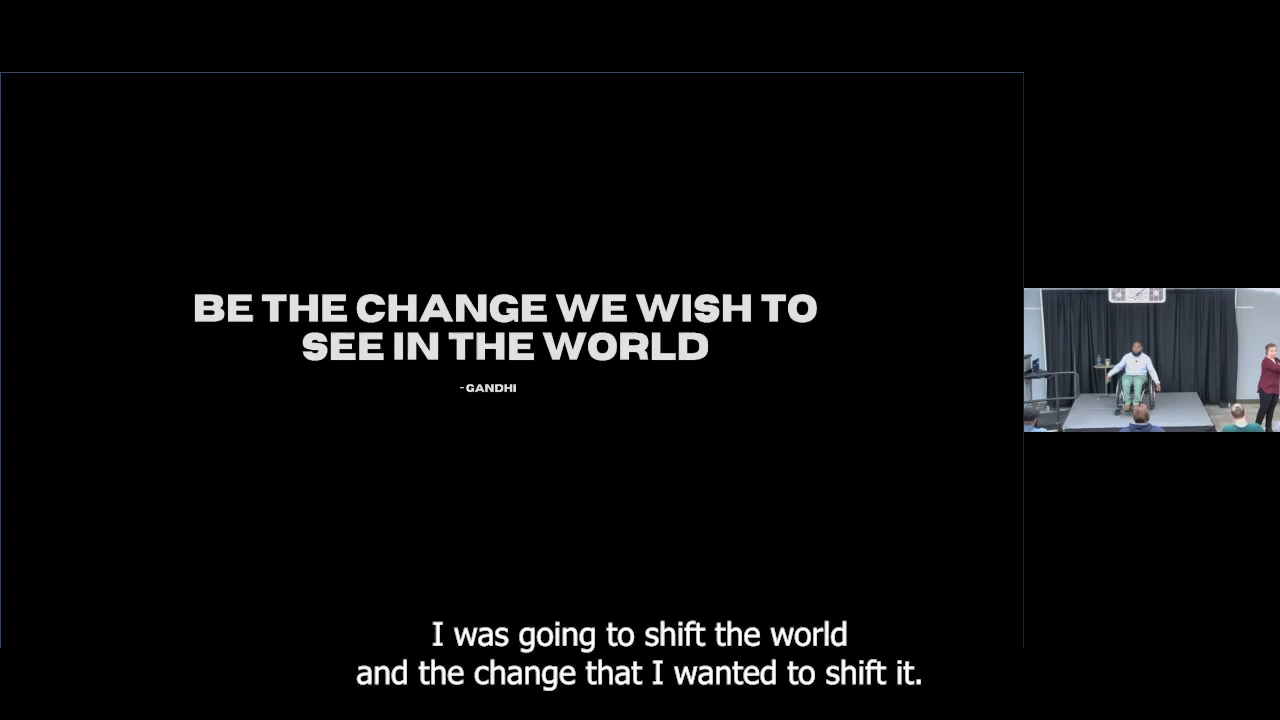 BE THE CHANGE WE WISH TO
SEE IN THE WORLD
-GANDHI
I was going to shift the world
and the change that I wanted to shift it.